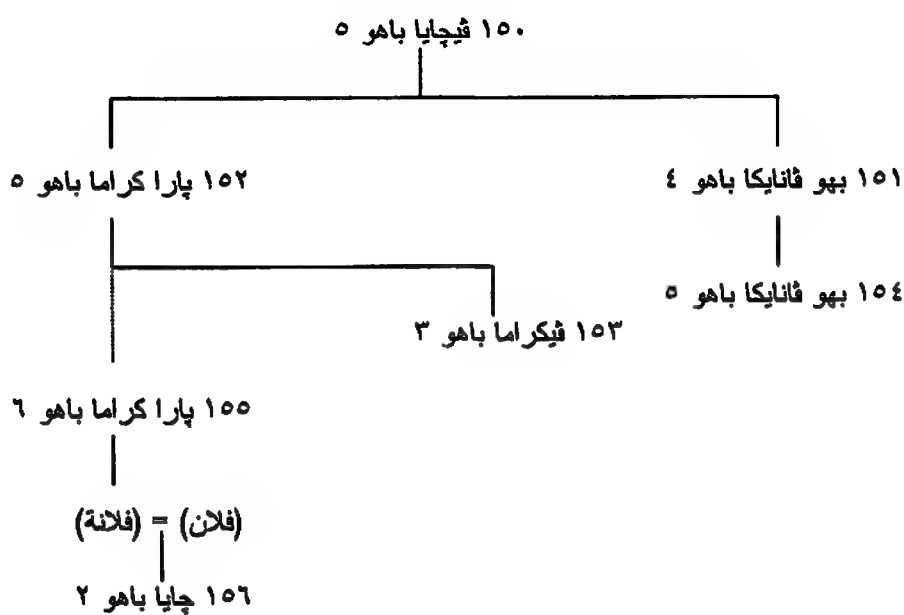 ١٥٠ ڤيچايا باهو ٥
١٥١ بهو ڤانايكا باهو ٤
١٥٢ پارا كراما باهو ٥
١٥٤ بهو ڤانايكا باهو ٥
١٥٣ ڤيكراما باهو ٣
١٥٥ پارا كراما باهو ٦
(فلان) = (فلانة)
١٥٦ چايا باهو ٢